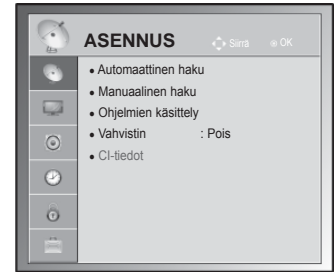 ASENNUS Siirrä OK
• Automaattinen haku
• Manuaalinen haku
• Ohjelmien käsittely
• Vahvistin : Pois
• CI-tiedot